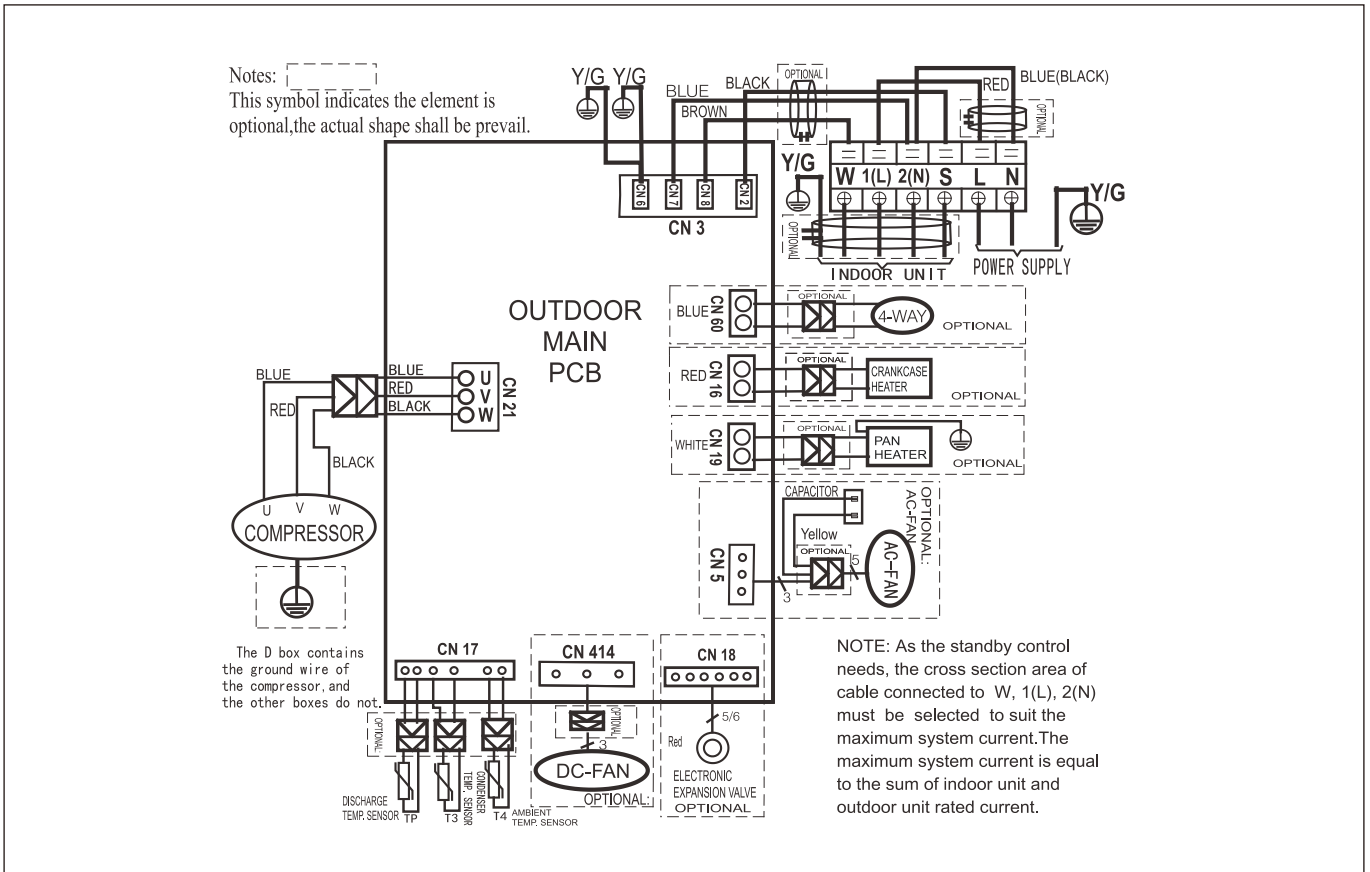 Notes:
This symbol indicates the element is
optional,the actual shape shall be prevail.
Y/G Y/G
BLUE
BROWN
BLACK
OPTIONAL
RED
BLUE(BLACK)
OPTIONAL
CN 6
CN 7
CN 8
CN 2
CN 3
Y/G
W 1(L) 2(N) S L N
Y/G
OPTIONAL
INDOOR UNIT
POWER SUPPLY
OUTDOOR
MAIN
PCB
BLUE
CN 60
OPTIONAL
4-WAY
OPTIONAL
RED
CN 16
OPTIONAL
CRANKCASE
HEATER
OPTIONAL
WHITE
CN 19
OPTIONAL
PAN
HEATER
OPTIONAL
CAPACITOR
Yellow
OPTIONAL
5
CN 5
3
AC-FAN
OPTIONAL:
AC-FAN
BLUE
RED
BLACK
BLUE
RED
BLACK
U
V
W
CN 21
U V W
COMPRESSOR
The D box contains
the ground wire of
the compressor,and
the other boxes do not.
CN 17
OPTIONAL:
DISCHARGE
TEMP. SENSOR
TP
T3
CONDENSER
TEMP. SENSOR
T4
AMBIENT
TEMP. SENSOR
CN 414
OPTIONAL
3
DC-FAN
OPTIONAL:
CN 18
5/6
Red
ELECTRONIC
EXPANSION VALVE
OPTIONAL
NOTE: As the standby control
needs, the cross section area of
cable connected to W, 1(L), 2(N)
must be selected to suit the
maximum system current.The
maximum system current is equal
to the sum of indoor unit and
outdoor unit rated current.